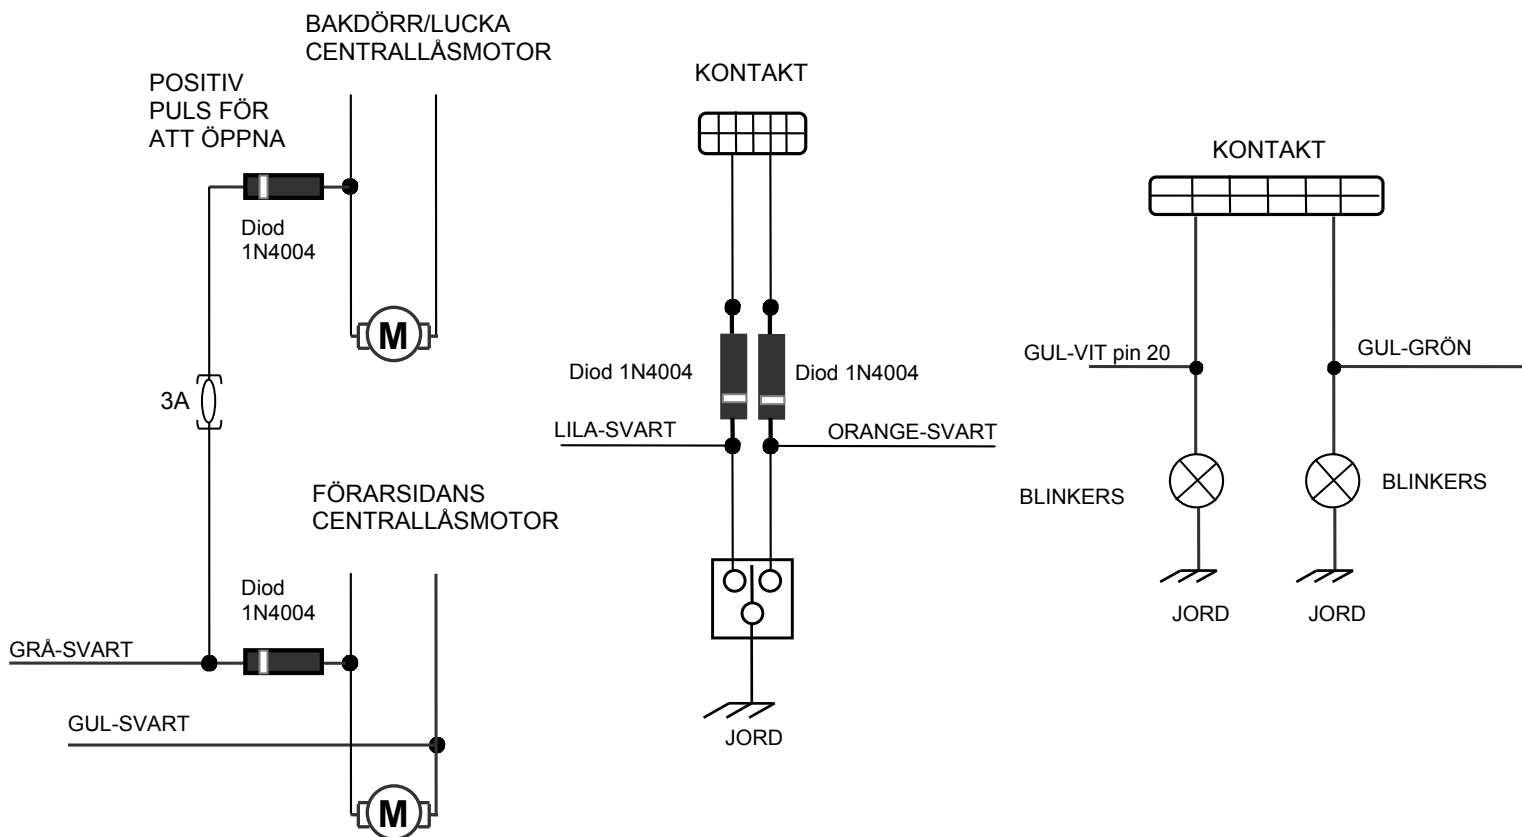 BAKDÖRR/LUCKA
CENTRALLÅSMOTOR
POSITIV
PULS FÖR
ATT ÖPPNA
Diod
1N4004
M
3A
FÖRARSIDANS
CENTRALLÅSMOTOR
Diod
1N4004
GRÅ-SVART
GUL-SVART
M
KONTAKT
Diod 1N4004
Diod 1N4004
LILA-SVART
ORANGE-SVART
JORD
KONTAKT
GUL-VIT pin 20
GUL-GRÖN
BLINKERS
BLINKERS
JORD
JORD